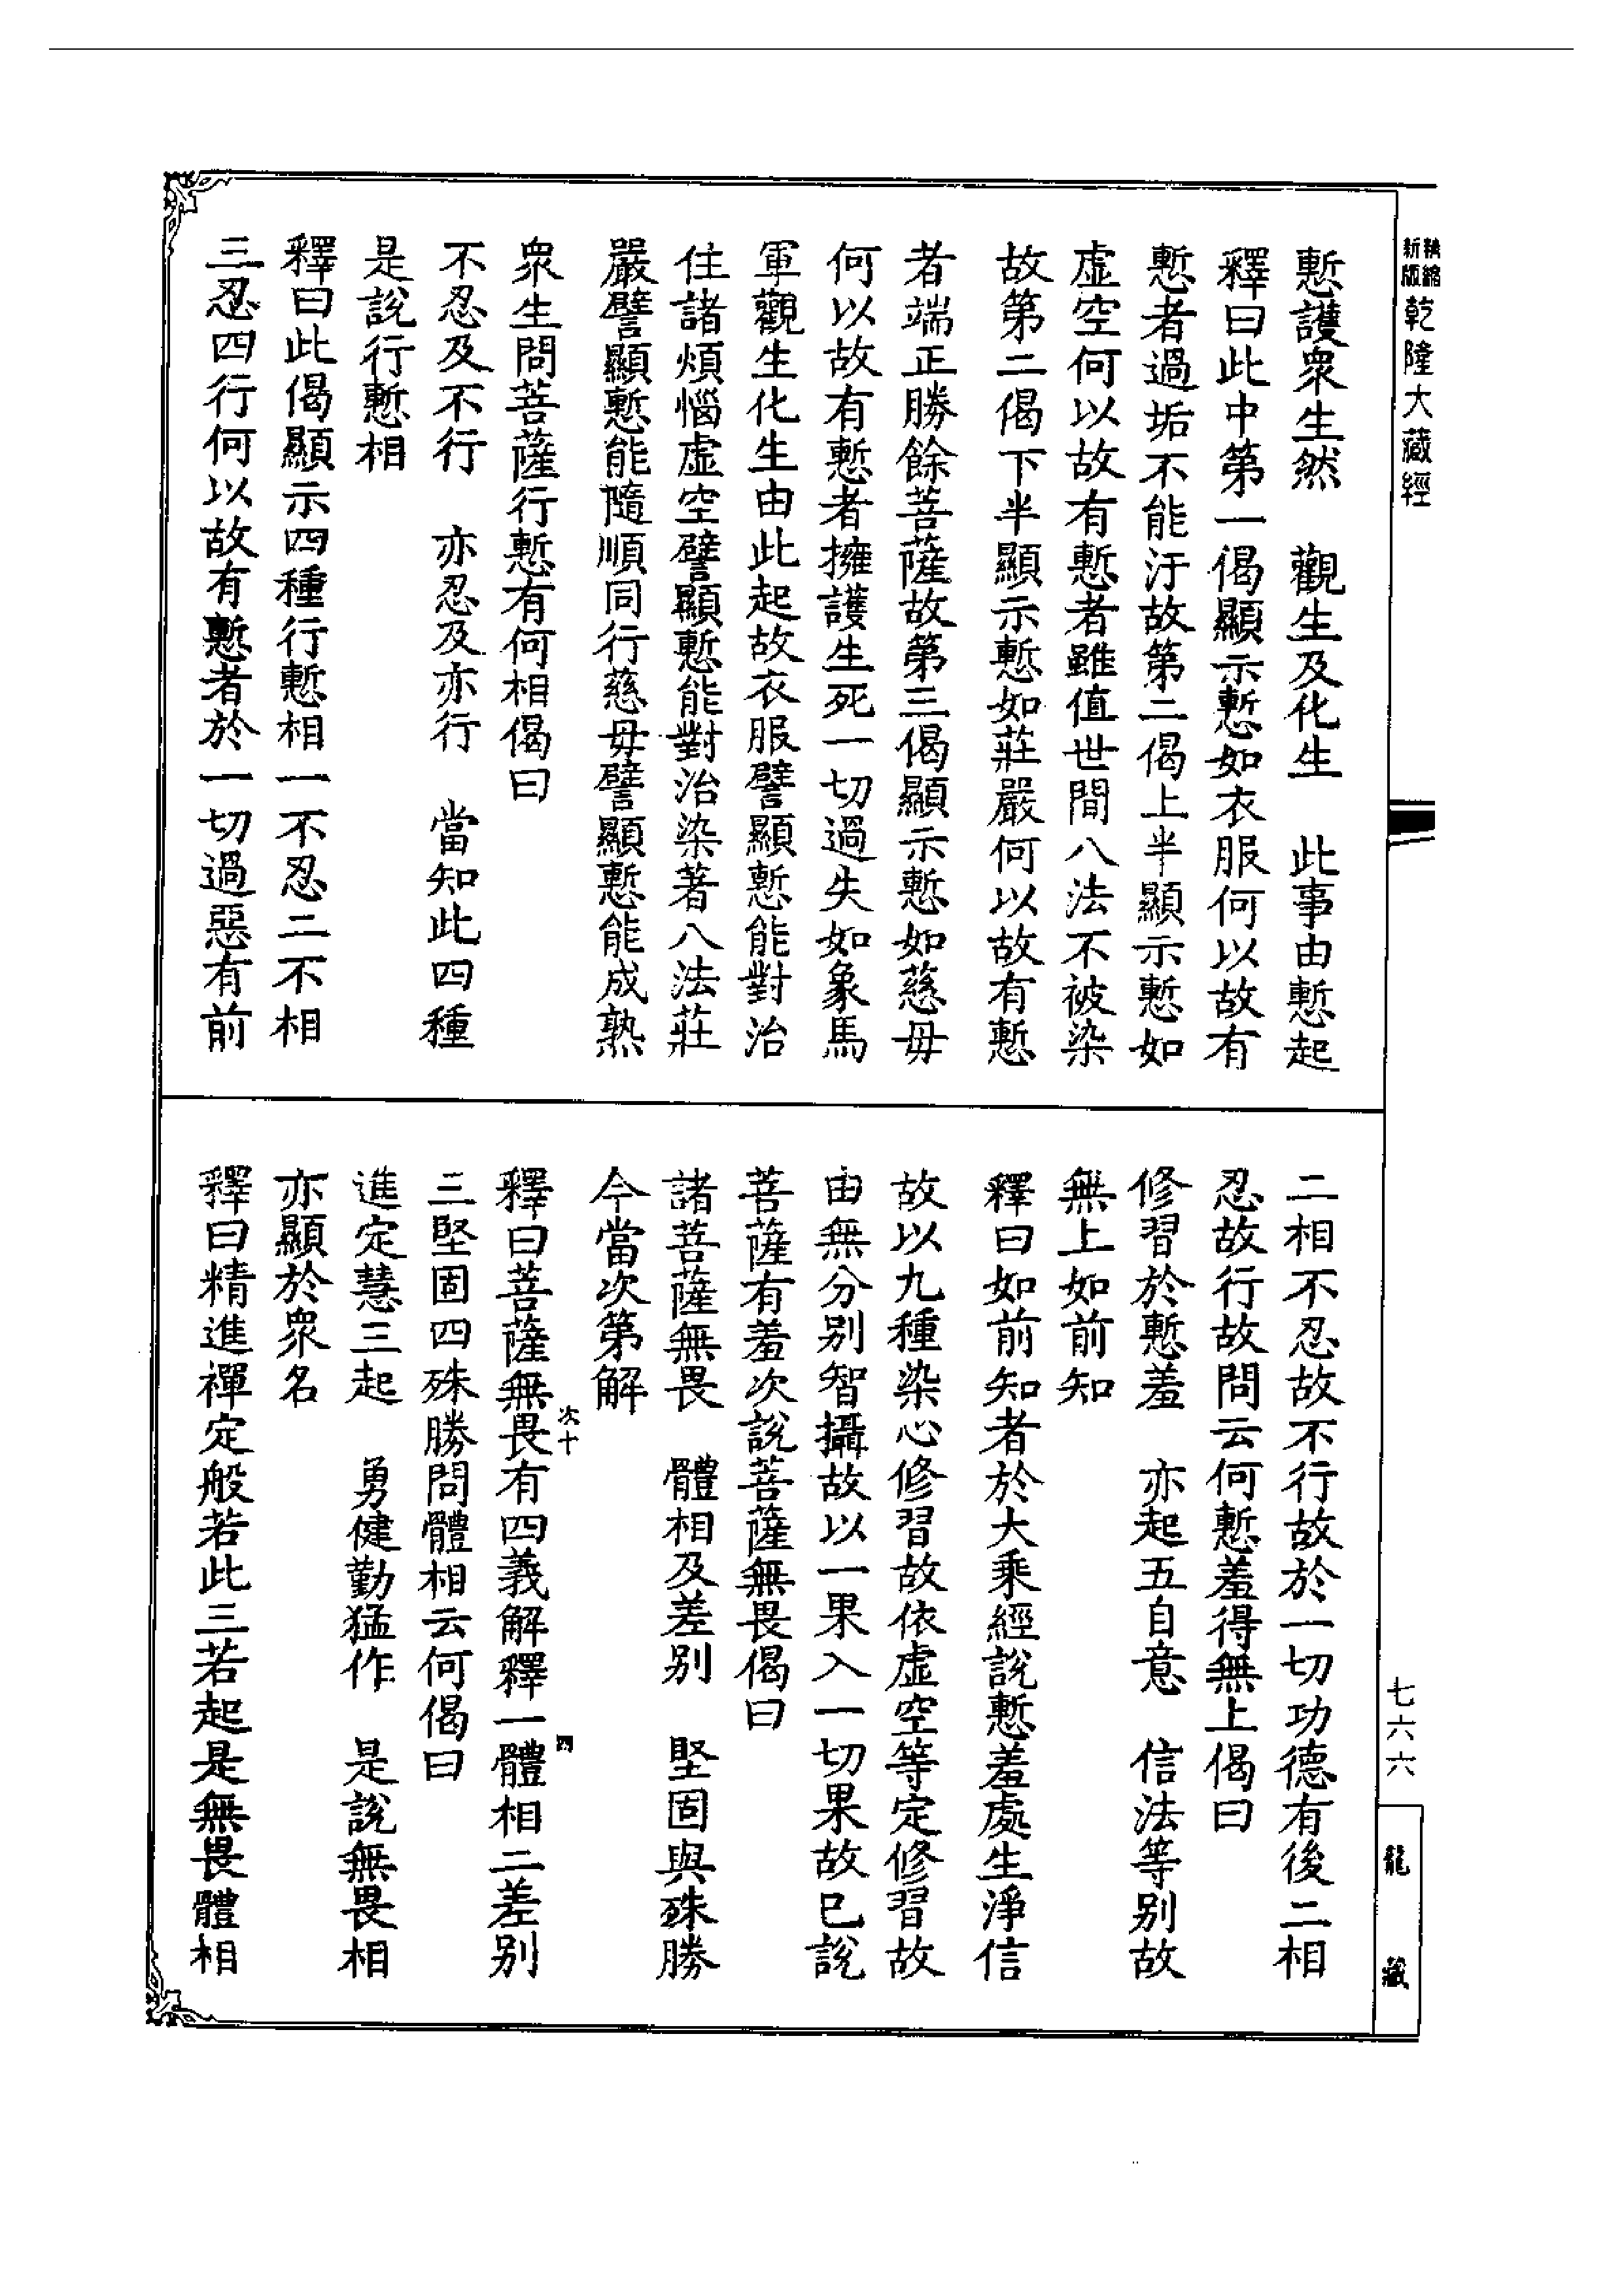 新版精縮乾隆大藏經
慙護衆生然　觀生及化生　此事由慙起
釋曰此中第一偈顯示慙如衣服何以故有
慙者過垢不能汙故第二偈上半顯示慙如
虛空何以故有慙者雖值世間八法不被染
故第二偈下半顯示慙如莊嚴何以故有慙
者端正勝餘菩薩故第三偈顯示慙如慈母
何以故有慙者擁護生死一切過失如象馬
軍觀生化生由此起故衣服譬顯慙能對治
住諸煩惱虛空譬顯慙能對治染著八法莊
嚴譬顯慙能隨順同行慈母譬顯慙能成熟
衆生問菩薩行慙有何相偈曰
不忍及不行　亦忍及亦行　當知此四種
是說行慙相
釋曰此偈顯示四種行慙相一不忍二不相
三忍四行何以故有慙者於一切過惡有前
二相不忍故不行故於一切功德有後二相
忍故行故問云何慙羞得無上偈曰
修習於慙羞　亦起五自意　信法等別故
無上如前知
釋曰如前知者於大乘經說慙羞處生淨信
故以九種染心修習故依虛空等定修習故
由無分別智攝故以一果入一切果故已說
菩薩有羞次說菩薩無畏偈曰
諸菩薩無畏　體相及差別　堅固與殊勝
今當次第解
次十　四
釋曰菩薩無畏有四義解釋一體相二差別
三堅固四殊勝問體相云何偈曰
進定慧三起　勇健勤猛作　是說無畏相
亦顯於衆名
釋曰精進禪定般若此三若起是無畏體相
七六六
龍藏